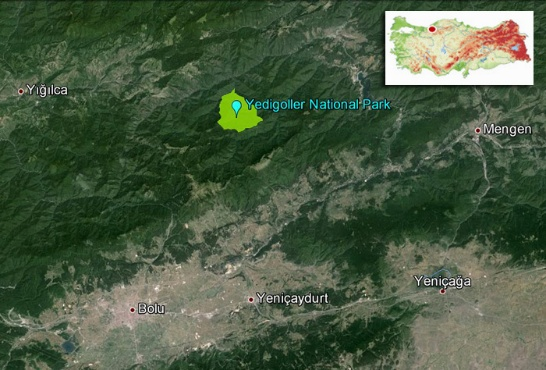 Yığılca
Yedigoller National Park
Mengen
Yeniçağa
Yeniçaydurt
Bolu